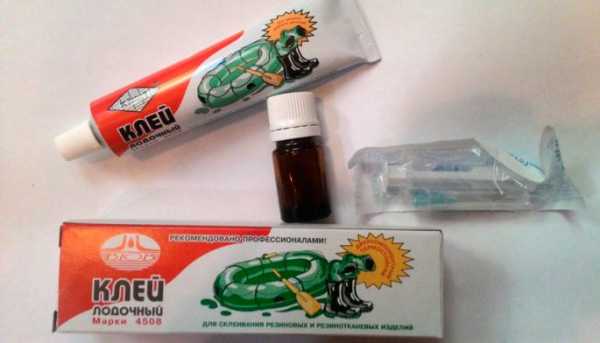 КЛЕЙ
ЛОДОЧНЫЙ
РЕКОМЕНДОВАНО ПРОФЕССИОНАЛАМИ!
КЛЕЙ
ЛОДОЧНЫЙ
Марки 4508
ДЛЯ СКЛЕИВАНИЯ РЕЗИНОВЫХ И РЕЗИНОТКАНЕВЫХ ИЗДЕЛИЙ